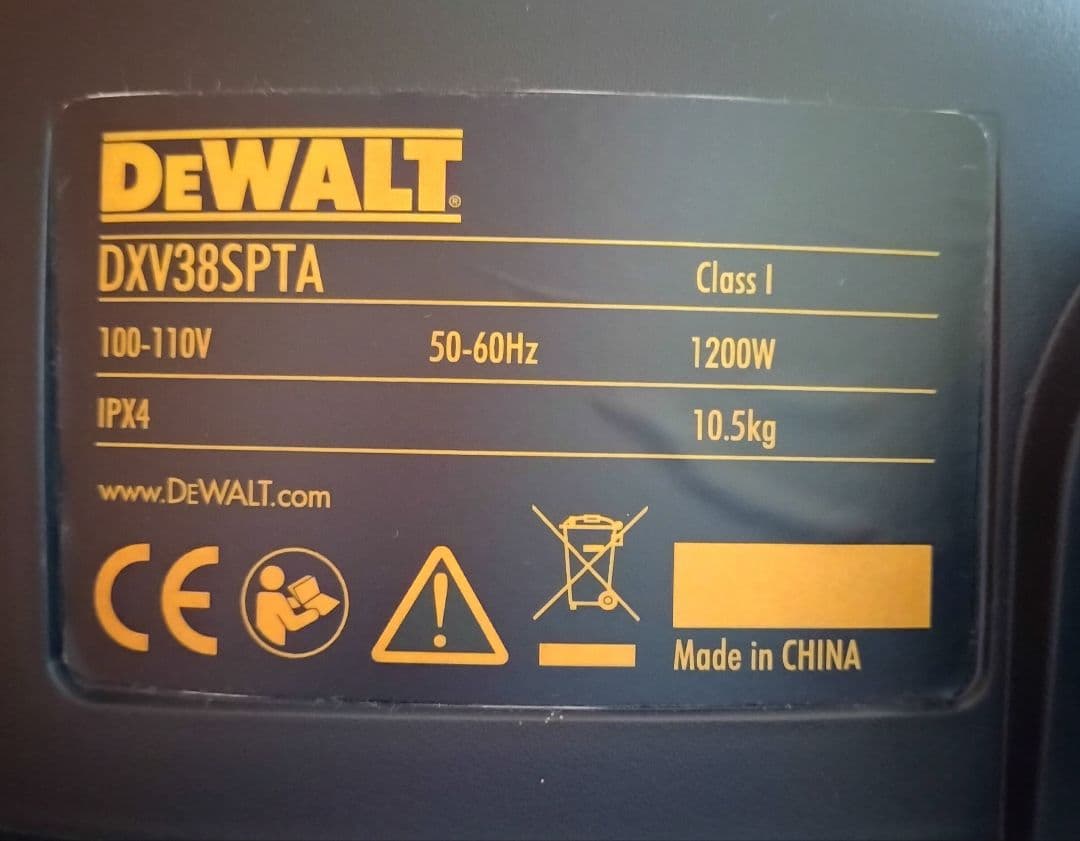 DEWALT®
DXV38SPTA Class I
100-110V 50-60Hz 1200W
IPX4 10.5kg
www.DEWALT.com
CE
Made in CHINA